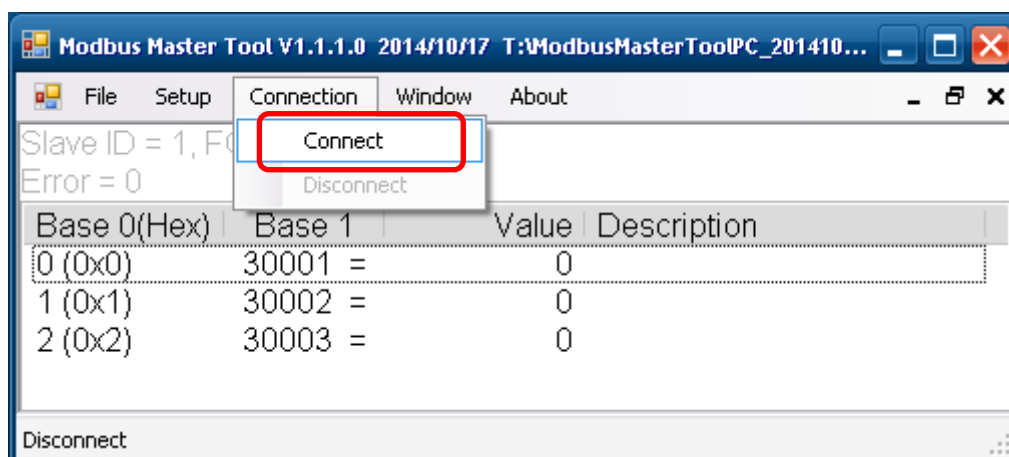 Modbus Master Tool V1.1.1.0 2014/10/17 T:\ModbusMasterToolPC_201410...
File Setup Connection Window About
Connect
Disconnect
Slave ID = 1,
Error = 0
Base 0(Hex) Base 1 Value Description
0 (0x0) 30001 = 0
1 (0x1) 30002 = 0
2 (0x2) 30003 = 0
Disconnect